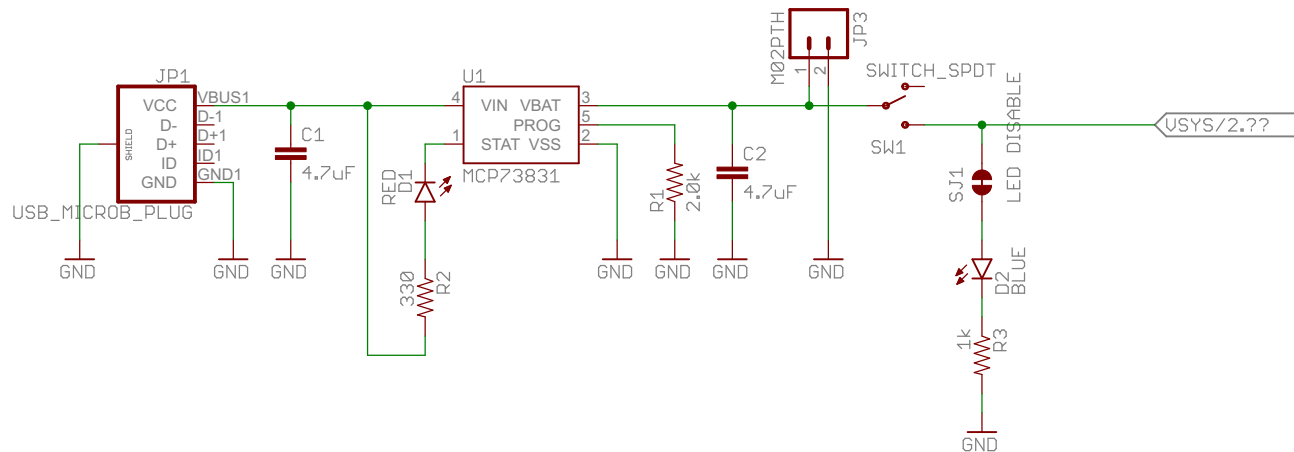 JP1
VCC
D-
D+
ID
GND
SHIELD
VBUS1
D-1
D+1
ID1
GND1
USB_MICROB_PLUG
GND
GND
C1
4.7uF
GND
U1
4
1
VIN
VBAT
PROG
STAT
VSS
3
5
2
MCP73831
RED
D1
330
R2
GND
R1
2.0k
GND
C2
4.7uF
GND
M02PTH
JP3
1
2
GND
SWITCH_SPDT
SW1
SJ1
LED DISABLE
VSYS/2.??
D2
BLUE
1k
R3
GND